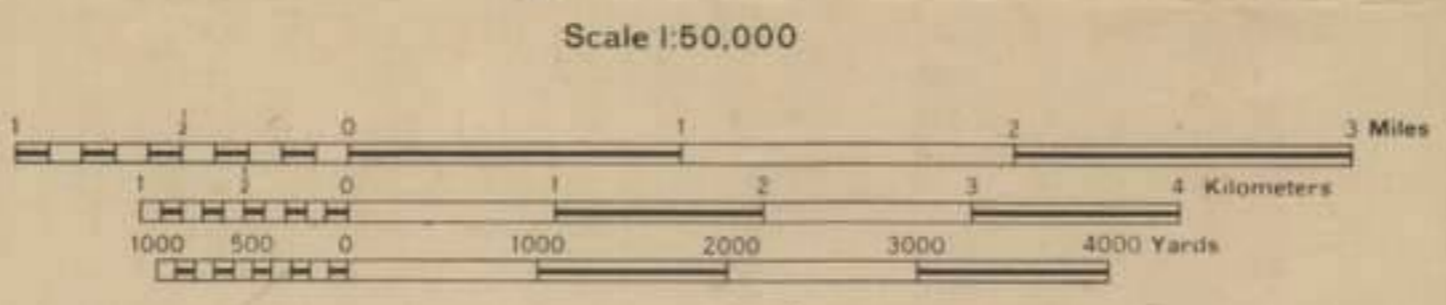 Scale 1:50,000
1 ½ 0 1 2 3 Miles
1 ½ 0 1 2 3 4 Kilometers
1000 500 0 1000 2000 3000 4000 Yards